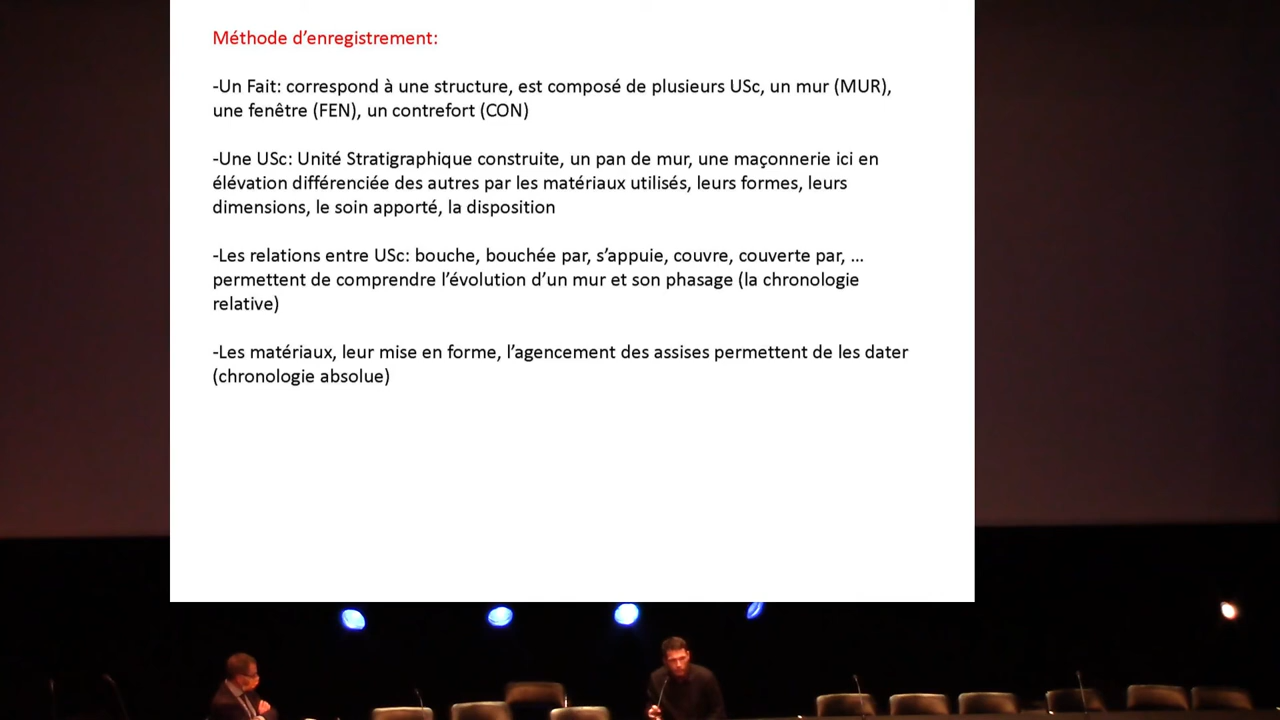 Méthode d’enregistrement:
-Un Fait: correspond à une structure, est composé de plusieurs USc, un mur (MUR),
une fenêtre (FEN), un contrefort (CON)
-Une USc: Unité Stratigraphique construite, un pan de mur, une maçonnerie ici en
élévation différenciée des autres par les matériaux utilisés, leurs formes, leurs
dimensions, le soin apporté, la disposition
-Les relations entre USc: bouche, bouchée par, s’appuie, couvre, couverte par, ...
permettent de comprendre l’évolution d’un mur et son phasage (la chronologie
relative)
-Les matériaux, leur mise en forme, l’agencement des assises permettent de les dater
(chronologie absolue)